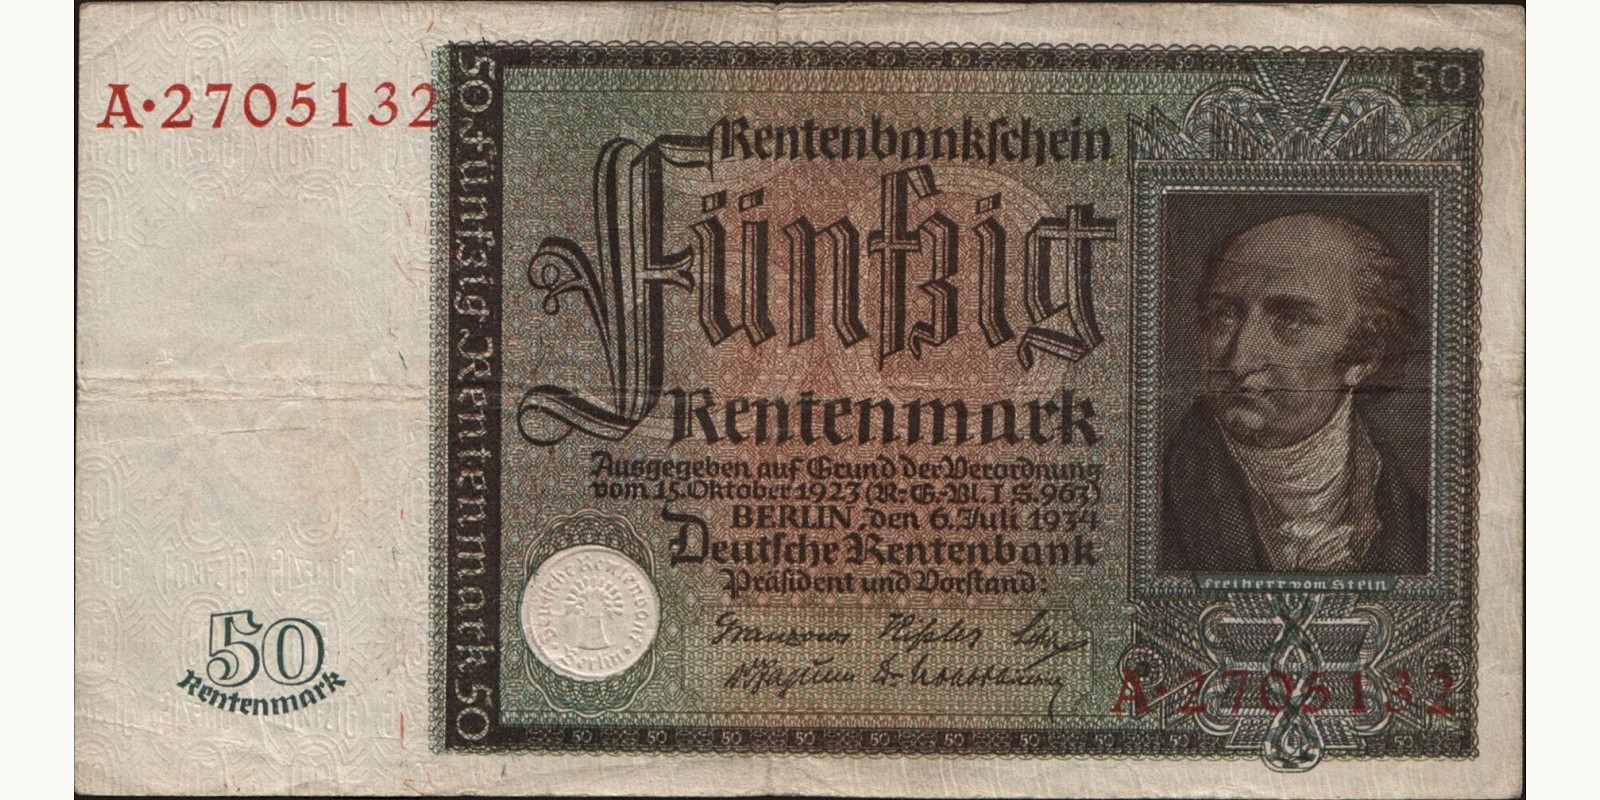 A·2705132
50 Fünfzig Rentenmark 50
50
Rentenbankschein
Fünfzig
Rentenmark
Ausgegeben auf Grund der Verordnung
vom 15. Oktober 1923 (R.-G.-Bl. I S. 963)
BERLIN, den 6. Juli 1934
Deutsche Rentenbank
Präsident und Vorstand:
Freiherr vom Stein
Deutsche Rentenbank
Berlin
A·2705132
50
Rentenmark